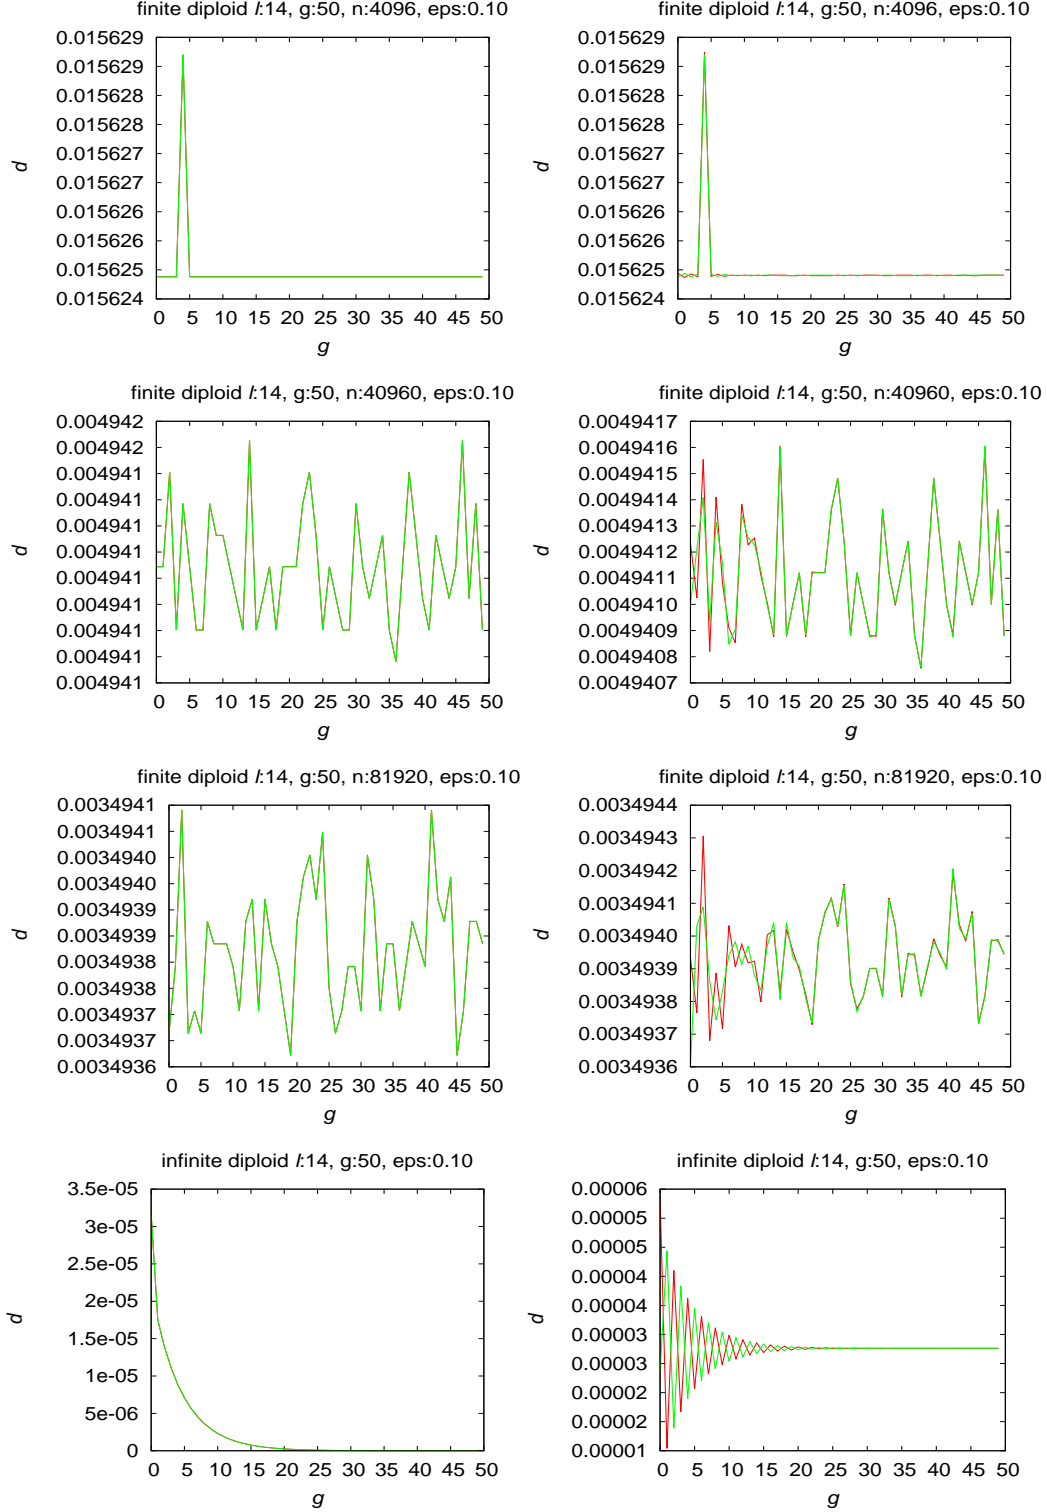 finite diploid l:14, g:50, n:4096, eps:0.10
0.015629
0.015629
0.015628
0.015628
0.015627
0.015627
0.015626
0.015626
0.015625
0.015624
d
0 5 10 15 20 25 30 35 40 45 50
g
finite diploid l:14, g:50, n:4096, eps:0.10
0.015629
0.015629
0.015628
0.015628
0.015627
0.015627
0.015626
0.015626
0.015625
0.015624
d
0 5 10 15 20 25 30 35 40 45 50
g
finite diploid l:14, g:50, n:40960, eps:0.10
0.004942
0.004942
0.004941
0.004941
0.004941
0.004941
0.004941
0.004941
0.004941
0.004941
0.004941
d
0 5 10 15 20 25 30 35 40 45 50
g
finite diploid l:14, g:50, n:40960, eps:0.10
0.0049417
0.0049416
0.0049415
0.0049414
0.0049413
0.0049412
0.0049411
0.0049410
0.0049409
0.0049408
0.0049407
d
0 5 10 15 20 25 30 35 40 45 50
g
finite diploid l:14, g:50, n:81920, eps:0.10
0.0034941
0.0034941
0.0034940
0.0034940
0.0034939
0.0034939
0.0034938
0.0034938
0.0034937
0.0034937
0.0034936
d
0 5 10 15 20 25 30 35 40 45 50
g
finite diploid l:14, g:50, n:81920, eps:0.10
0.0034944
0.0034943
0.0034942
0.0034941
0.0034940
0.0034939
0.0034938
0.0034937
0.0034936
d
0 5 10 15 20 25 30 35 40 45 50
g
infinite diploid l:14, g:50, eps:0.10
3.5e-05
3e-05
2.5e-05
2e-05
1.5e-05
1e-05
5e-06
0
d
0 5 10 15 20 25 30 35 40 45 50
g
infinite diploid l:14, g:50, eps:0.10
0.00006
0.00005
0.00005
0.00004
0.00004
0.00003
0.00003
0.00002
0.00002
0.00001
d
0 5 10 15 20 25 30 35 40 45 50
g